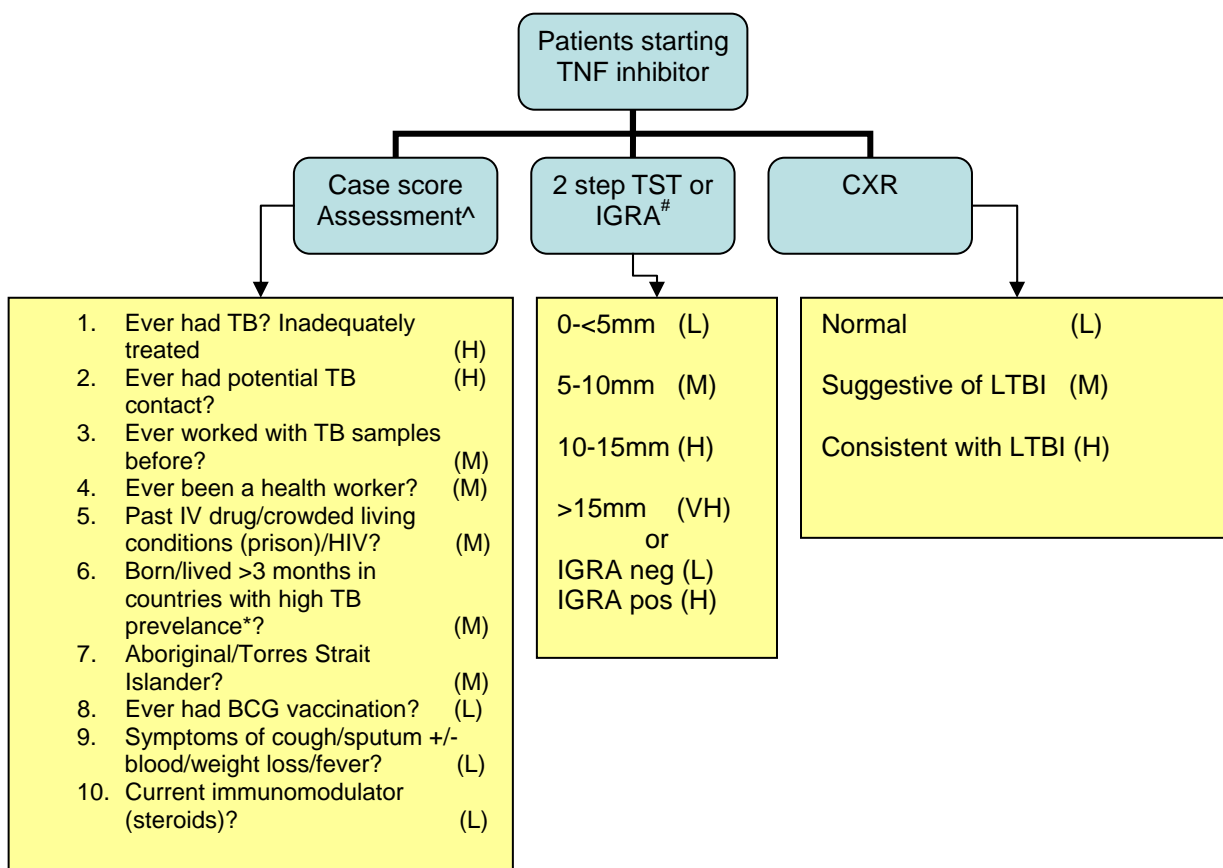 Patients starting
TNF inhibitor
Case score
Assessment^
2 step TST or
IGRA#
CXR
1. Ever had TB? Inadequately
treated (H)
2. Ever had potential TB (H)
contact?
3. Ever worked with TB samples
before? (M)
4. Ever been a health worker? (M)
5. Past IV drug/crowded living
conditions (prison)/HIV? (M)
6. Born/lived >3 months in
countries with high TB
prevelance*? (M)
7. Aboriginal/Torres Strait
Islander? (M)
8. Ever had BCG vaccination? (L)
9. Symptoms of cough/sputum +/-
blood/weight loss/fever? (L)
10. Current immunomodulator
(steroids)? (L)
0-<5mm (L)
5-10mm (M)
10-15mm (H)
>15mm (VH)
or
IGRA neg (L)
IGRA pos (H)
Normal (L)
Suggestive of LTBI (M)
Consistent with LTBI (H)